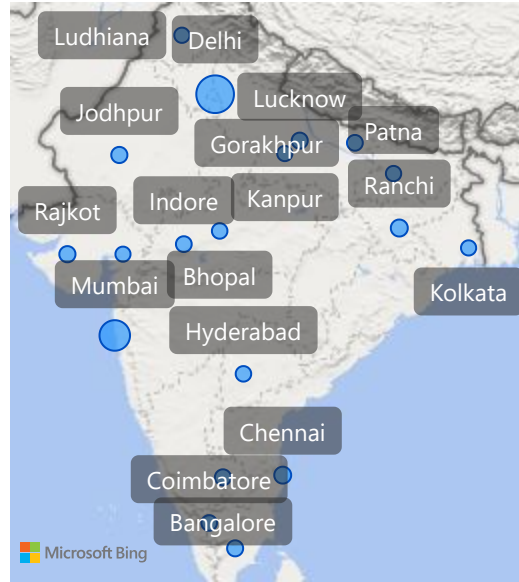 Ludhiana
Delhi
Jodhpur
Lucknow
Gorakhpur
Patna
Rajkot
Indore
Kanpur
Ranchi
Mumbai
Bhopal
Kolkata
Hyderabad
Chennai
Coimbatore
Bangalore
Microsoft Bing